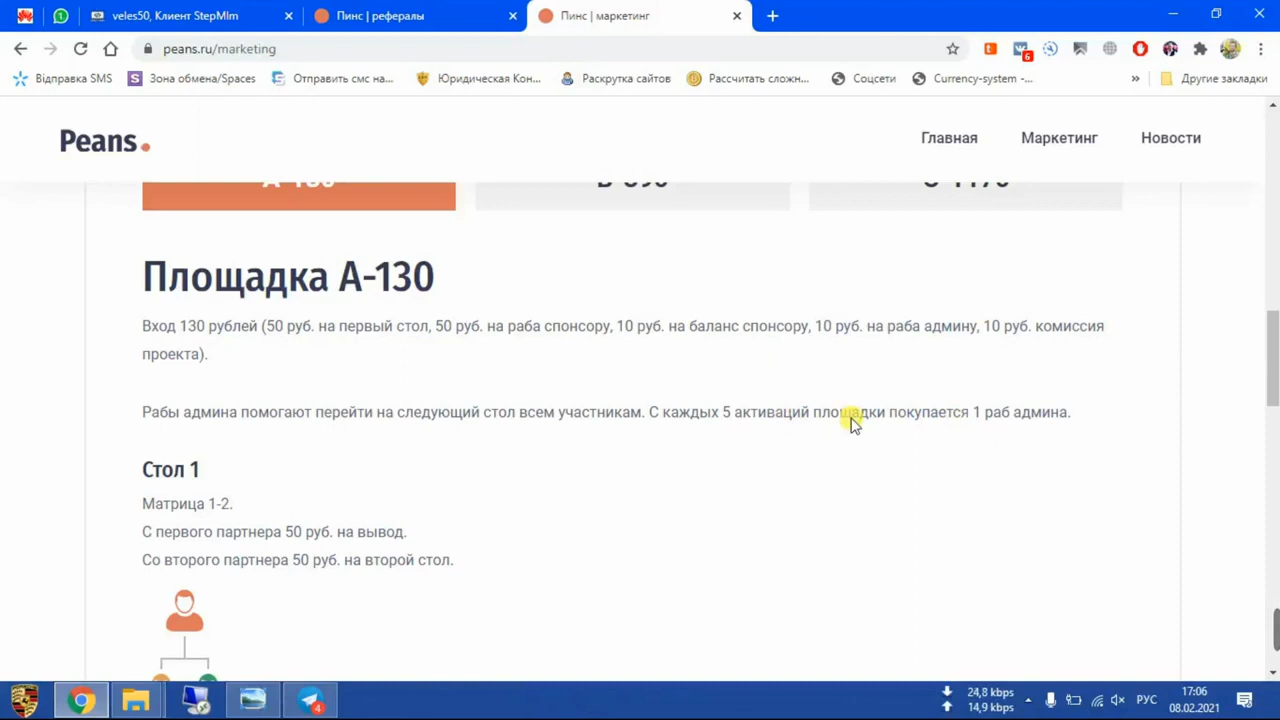 veles50, Клиент StepMlm
Пинс | рефералы
Пинс | маркетинг
peans.ru/marketing
6
Відправка SMS
Зона обмена/Spaces
Отправить смс на...
Юридическая Кон...
Раскрутка сайтов
Рассчитать сложн...
Соцсети
Currency-system -...
»
Другие закладки
Peans.
Главная
Маркетинг
Новости
Площадка А-130
Вход 130 рублей (50 руб. на первый стол, 50 руб. на раба спонсору, 10 руб. на баланс спонсору, 10 руб. на раба админу, 10 руб. комиссия
проекта).
Рабы админа помогают перейти на следующий стол всем участникам. С каждых 5 активаций площадки покупается 1 раб админа.
Стол 1
Матрица 1-2.
С первого партнера 50 руб. на вывод.
Со второго партнера 50 руб. на второй стол.
4
24,8 kbps
14,9 kbps
РУС
17:06
08.02.2021